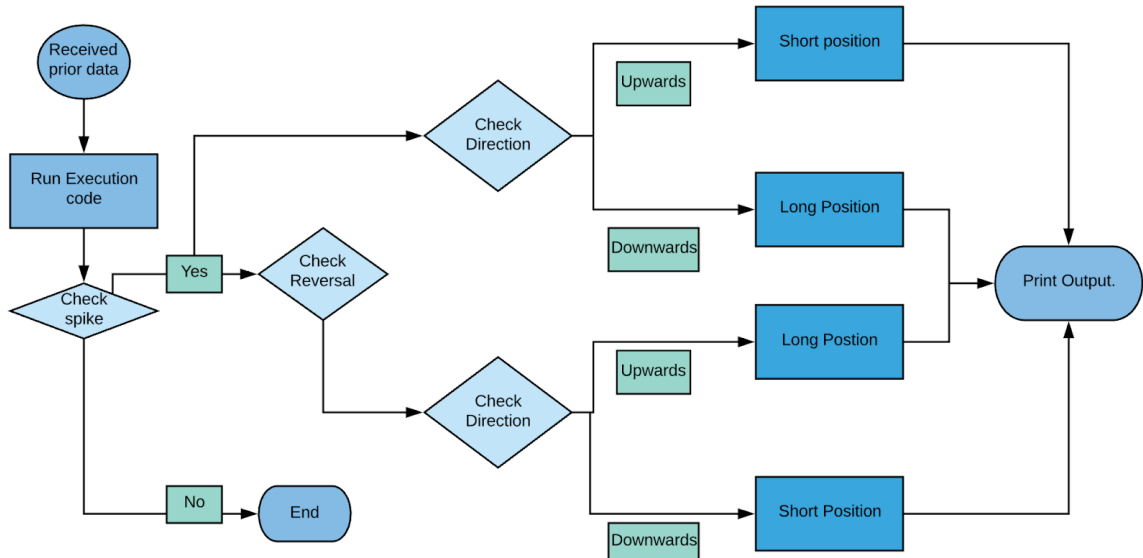 Received
prior data
Run Execution
code
Check
spike
Yes
No
End
Check
Reversal
Check
Direction
Upwards
Downwards
Short position
Long Position
Check
Direction
Upwards
Downwards
Long Postion
Short Position
Print Output.